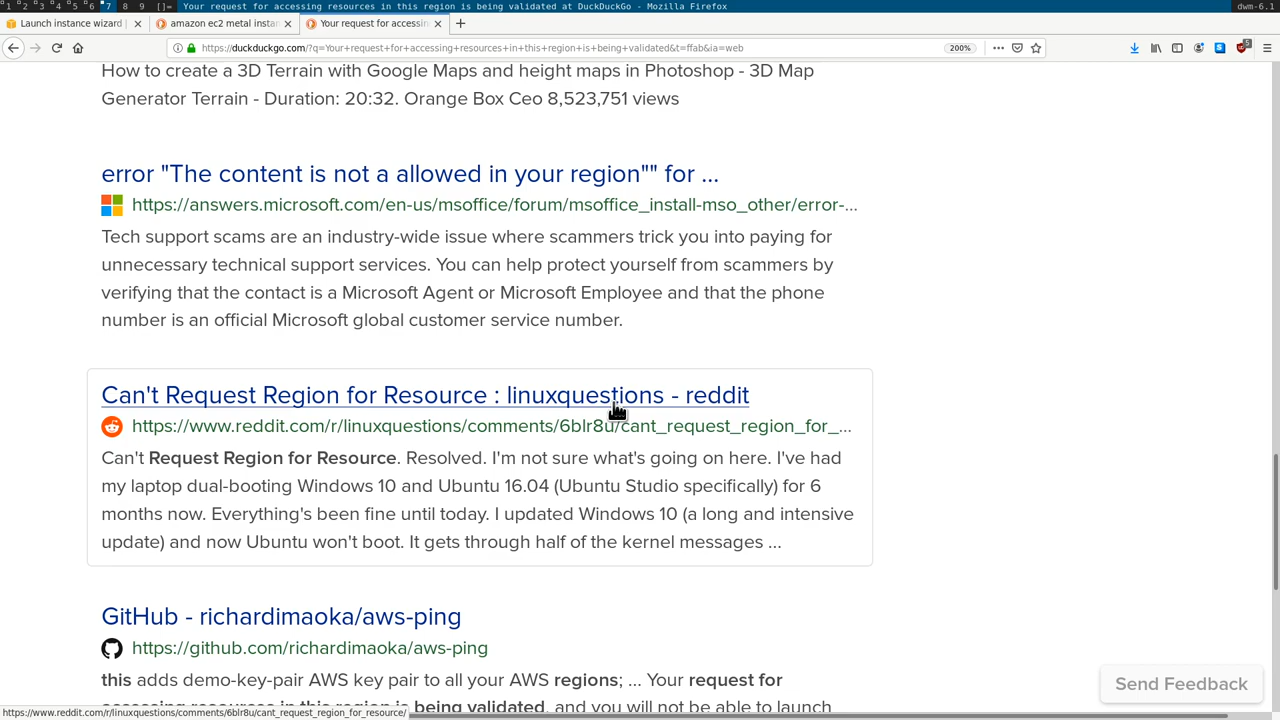 1 2 3 4 5 6 7 8 9 []= Your request for accessing resources in this region is being validated at DuckDuckGo - Mozilla Firefox dwm-6.1
Launch instance wizard amazon ec2 metal insta Your request for accessin
https://duckduckgo.com/?q=Your+request+for+accessing+resources+in+this+region+is+being+validated&t=ffab&ia=web 200%
How to create a 3D Terrain with Google Maps and height maps in Photoshop - 3D Map
Generator Terrain - Duration: 20:32. Orange Box Ceo 8,523,751 views
error "The content is not a allowed in your region"" for ...
https://answers.microsoft.com/en-us/msoffice/forum/msoffice_install-mso_other/error-...
Tech support scams are an industry-wide issue where scammers trick you into paying for
unnecessary technical support services. You can help protect yourself from scammers by
verifying that the contact is a Microsoft Agent or Microsoft Employee and that the phone
number is an official Microsoft global customer service number.
Can't Request Region for Resource : linuxquestions - reddit
https://www.reddit.com/r/linuxquestions/comments/6blr8u/cant_request_region_for_...
Can't Request Region for Resource. Resolved. I'm not sure what's going on here. I've had
my laptop dual-booting Windows 10 and Ubuntu 16.04 (Ubuntu Studio specifically) for 6
months now. Everything's been fine until today. I updated Windows 10 (a long and intensive
update) and now Ubuntu won't boot. It gets through half of the kernel messages ...
GitHub - richardimaoka/aws-ping
https://github.com/richardimaoka/aws-ping
this adds demo-key-pair AWS key pair to all your AWS regions; ... Your request for
accessing resources in this region is being validated, and you will not be able to launch
Send Feedback
https://www.reddit.com/r/linuxquestions/comments/6blr8u/cant_request_region_for_resource/